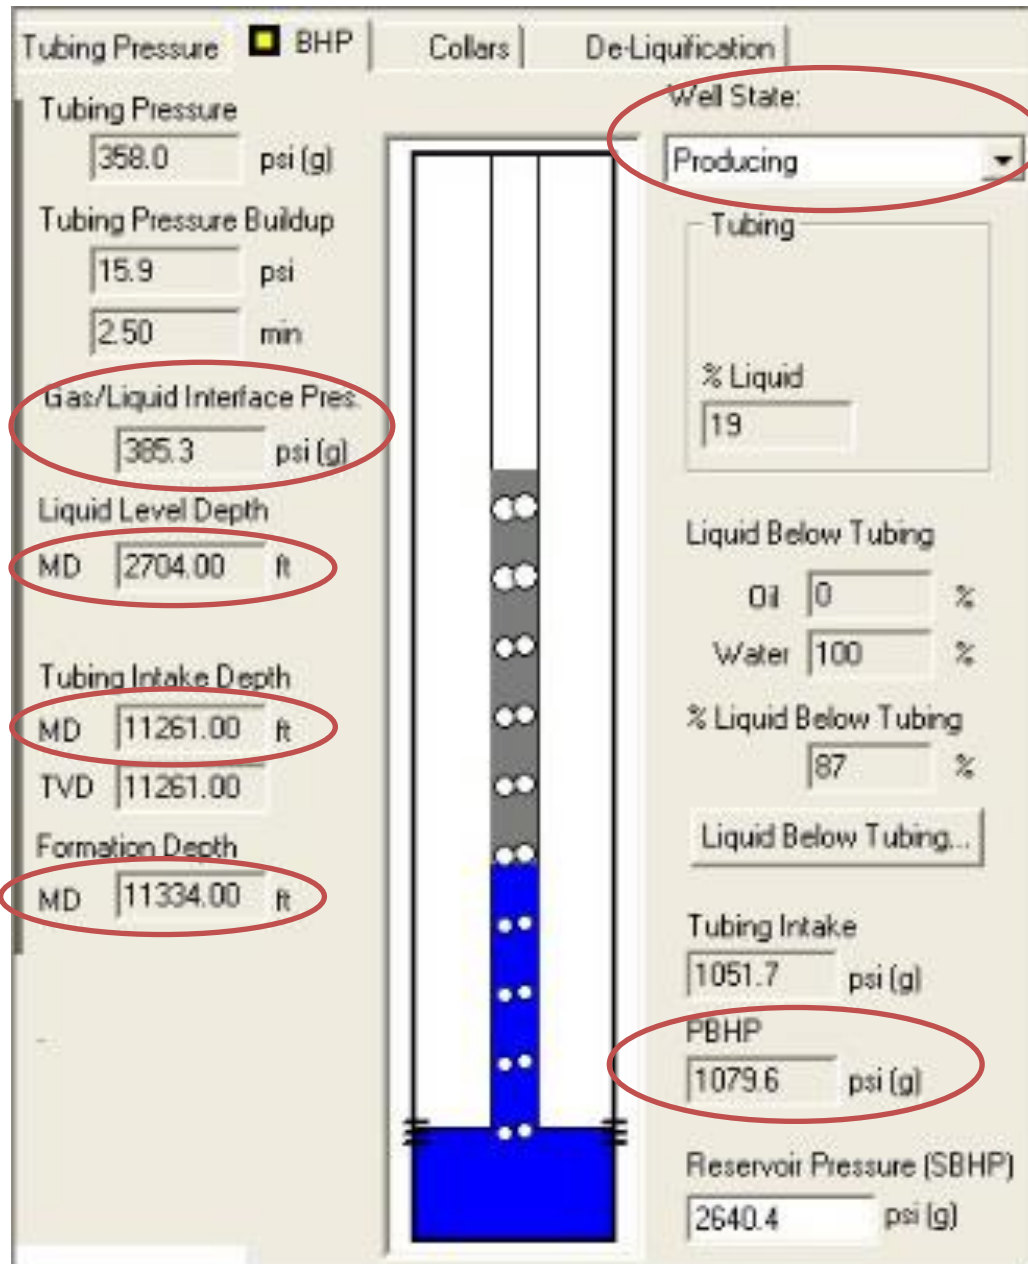 Tubing Pressure BHP Collars De-Liquification
Tubing Pressure
358.0 psi (g)
Tubing Pressure Buildup
15.9 psi
2.50 min
Gas/Liquid Interface Pres.
385.3 psi (g)
Liquid Level Depth
MD 2704.00 ft
Tubing Intake Depth
MD 11261.00 ft
TVD 11261.00
Formation Depth
MD 11334.00 ft
Well State:
Producing
Tubing
% Liquid
19
Liquid Below Tubing
Oil 0 %
Water 100 %
% Liquid Below Tubing
87 %
Liquid Below Tubing...
Tubing Intake
1051.7 psi (g)
PBHP
1079.6 psi (g)
Reservoir Pressure (SBHP)
2640.4 psi (g)